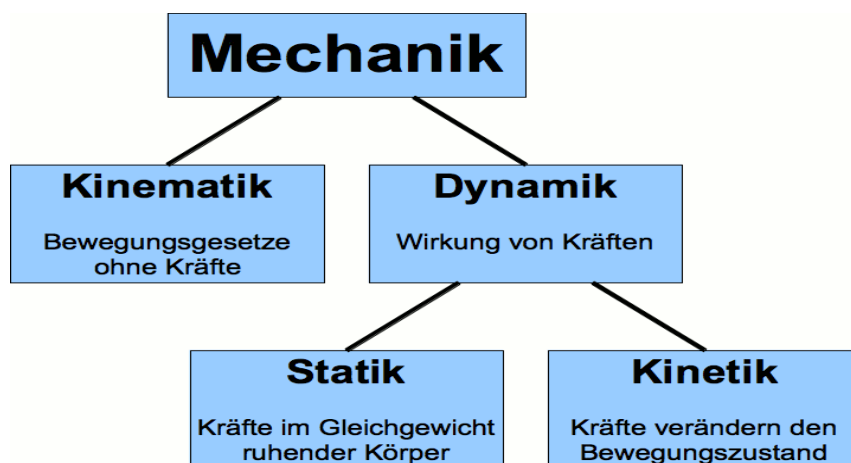 Mechanik
Kinematik
Bewegungsgesetze
ohne Kräfte
Dynamik
Wirkung von Kräften
Statik
Kräfte im Gleichgewicht
ruhender Körper
Kinetik
Kräfte verändern den
Bewegungszustand